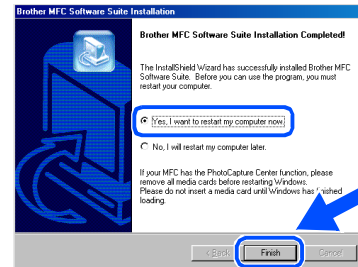 Brother MFC Software Suite Installation
Brother MFC Software Suite Installation Completed!
The InstallShield Wizard has successfully installed Brother MFC
Software Suite. Before you can use the program, you must
restart your computer.
Yes, I want to restart my computer now.
No, I will restart my computer later.
If your MFC has the PhotoCapture Center function, please
remove all media cards before restarting Windows.
Please do not insert a media card until Windows has finished
loading.
< Back
Finish
Cancel